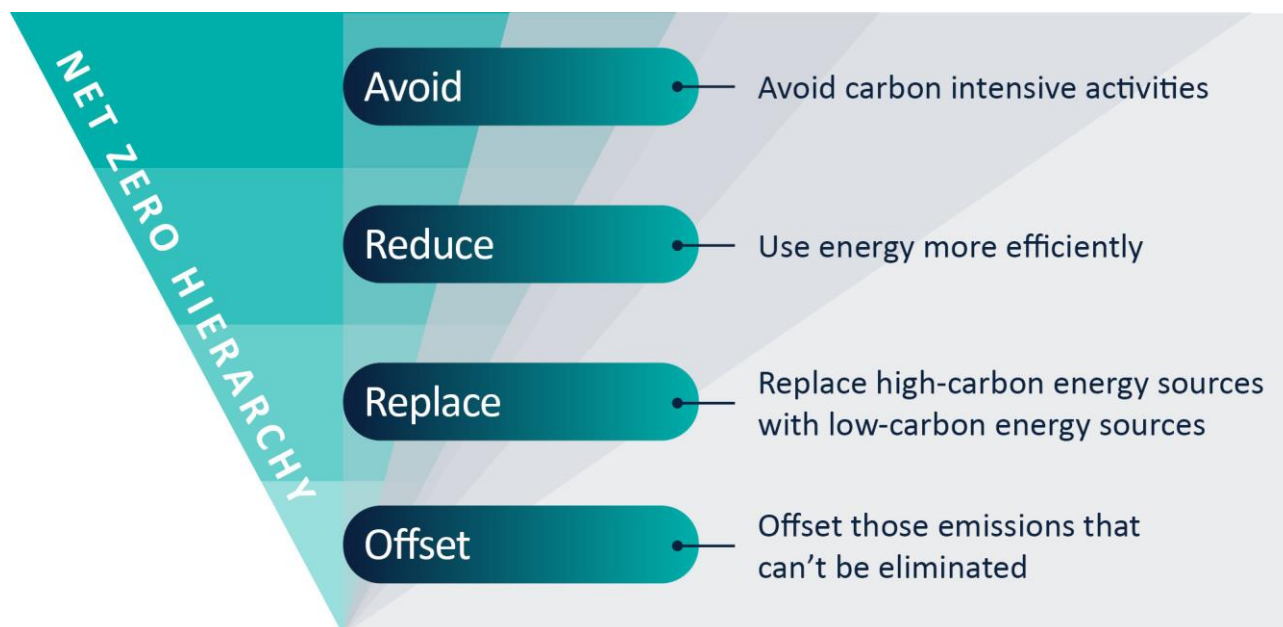 NET ZERO HIERARCHY
Avoid
Avoid carbon intensive activities
Reduce
Use energy more efficiently
Replace
Replace high-carbon energy sources
with low-carbon energy sources
Offset
Offset those emissions that
can’t be eliminated